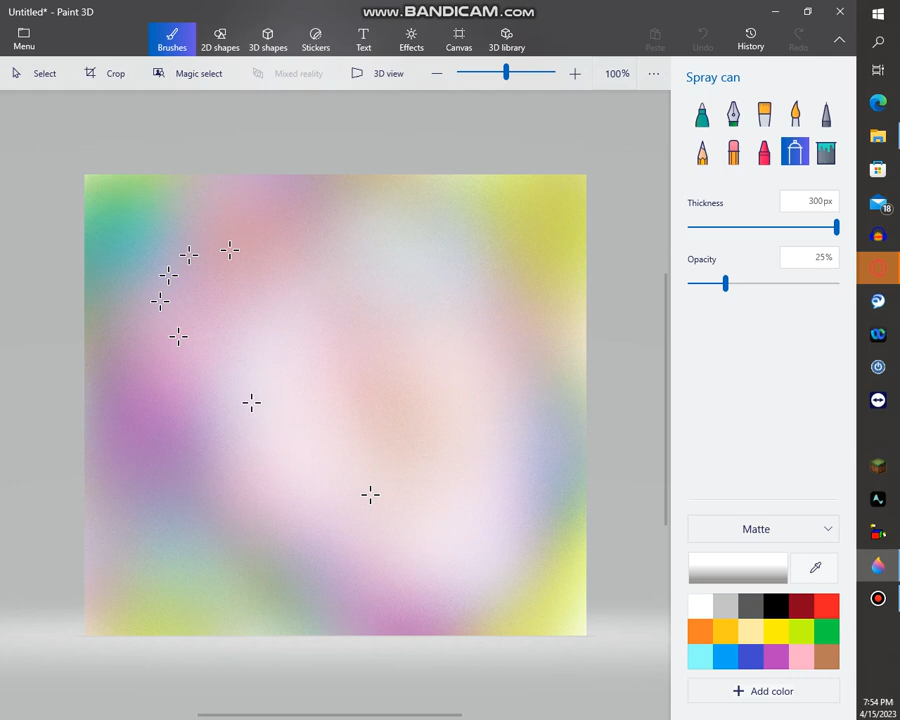 Untitled* - Paint 3D
www.BANDICAM.com
Menu
Brushes
2D shapes
3D shapes
Stickers
Text
Effects
Canvas
3D library
Paste
Undo
History
Redo
Select
Crop
Magic select
Mixed reality
3D view
100%
Spray can
Thickness
300px
Opacity
25%
Matte
Add color
18
7:54 PM
4/15/2023